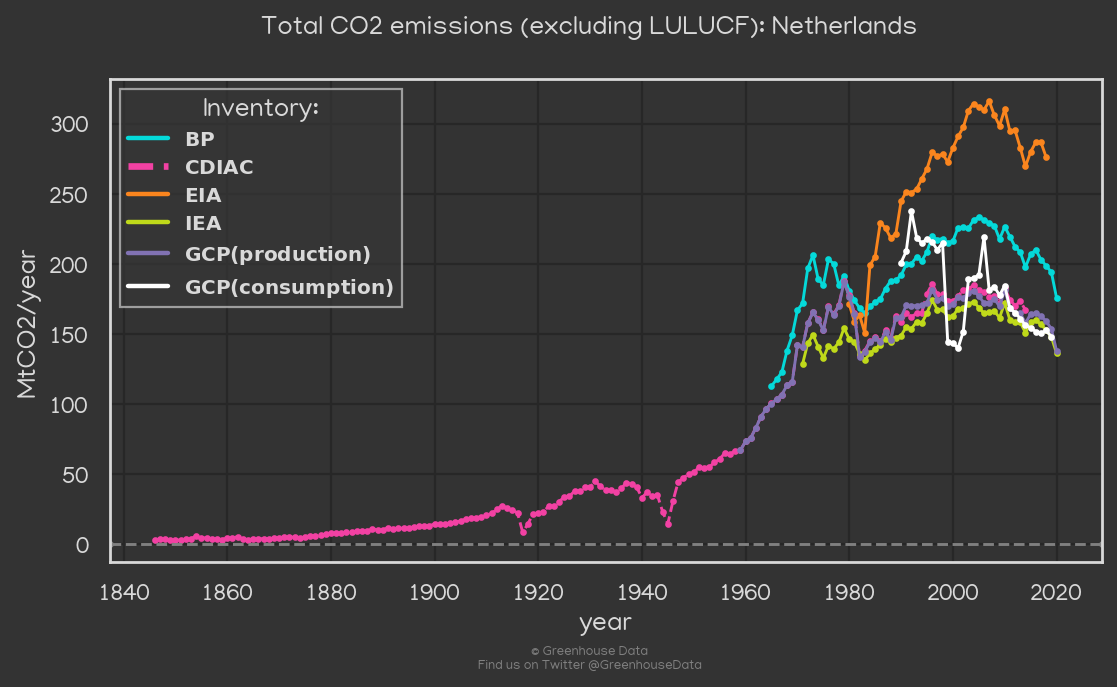 Total CO2 emissions (excluding LULUCF): Netherlands
Inventory:
BP
CDIAC
EIA
IEA
GCP(production)
GCP(consumption)
MtCO2/year
300
250
200
150
100
50
0
1840 1860 1880 1900 1920 1940 1960 1980 2000 2020
year
© Greenhouse Data
Find us on Twitter @GreenhouseData